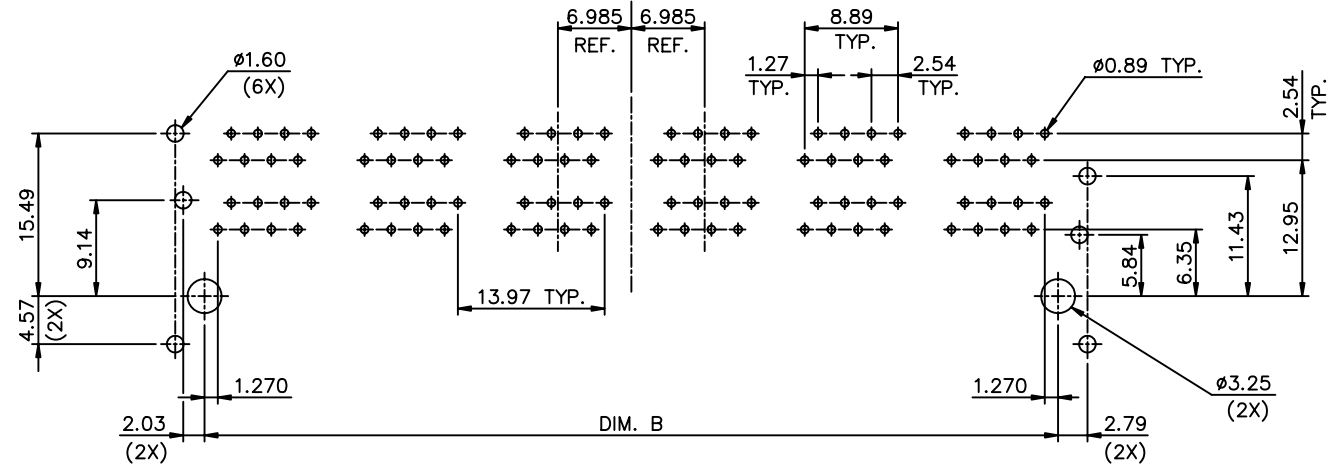 6.985
6.985
REF.
REF.
8.89
TYP.
1.27
TYP.
2.54
TYP.
ø1.60
(6X)
ø0.89 TYP.
2.54
TYP.
15.49
9.14
4.57
(2X)
13.97 TYP.
5.84
6.35
11.43
12.95
1.270
1.270
ø3.25
(2X)
2.03
(2X)
DIM. B
2.79
(2X)